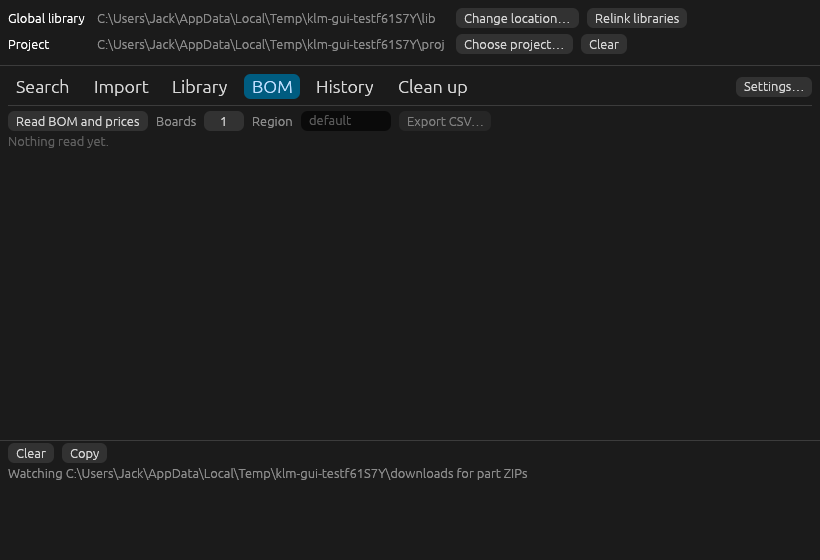 Global library C:\Users\Jack\AppData\Local\Temp\klm-gui-testf61S7Y\lib Change location… Relink libraries
Project C:\Users\Jack\AppData\Local\Temp\klm-gui-testf61S7Y\proj Choose project… Clear
Search Import Library BOM History Clean up Settings…
Read BOM and prices Boards 1 Region default Export CSV…
Nothing read yet.
Clear Copy
Watching C:\Users\Jack\AppData\Local\Temp\klm-gui-testf61S7Y\downloads for part ZIPs